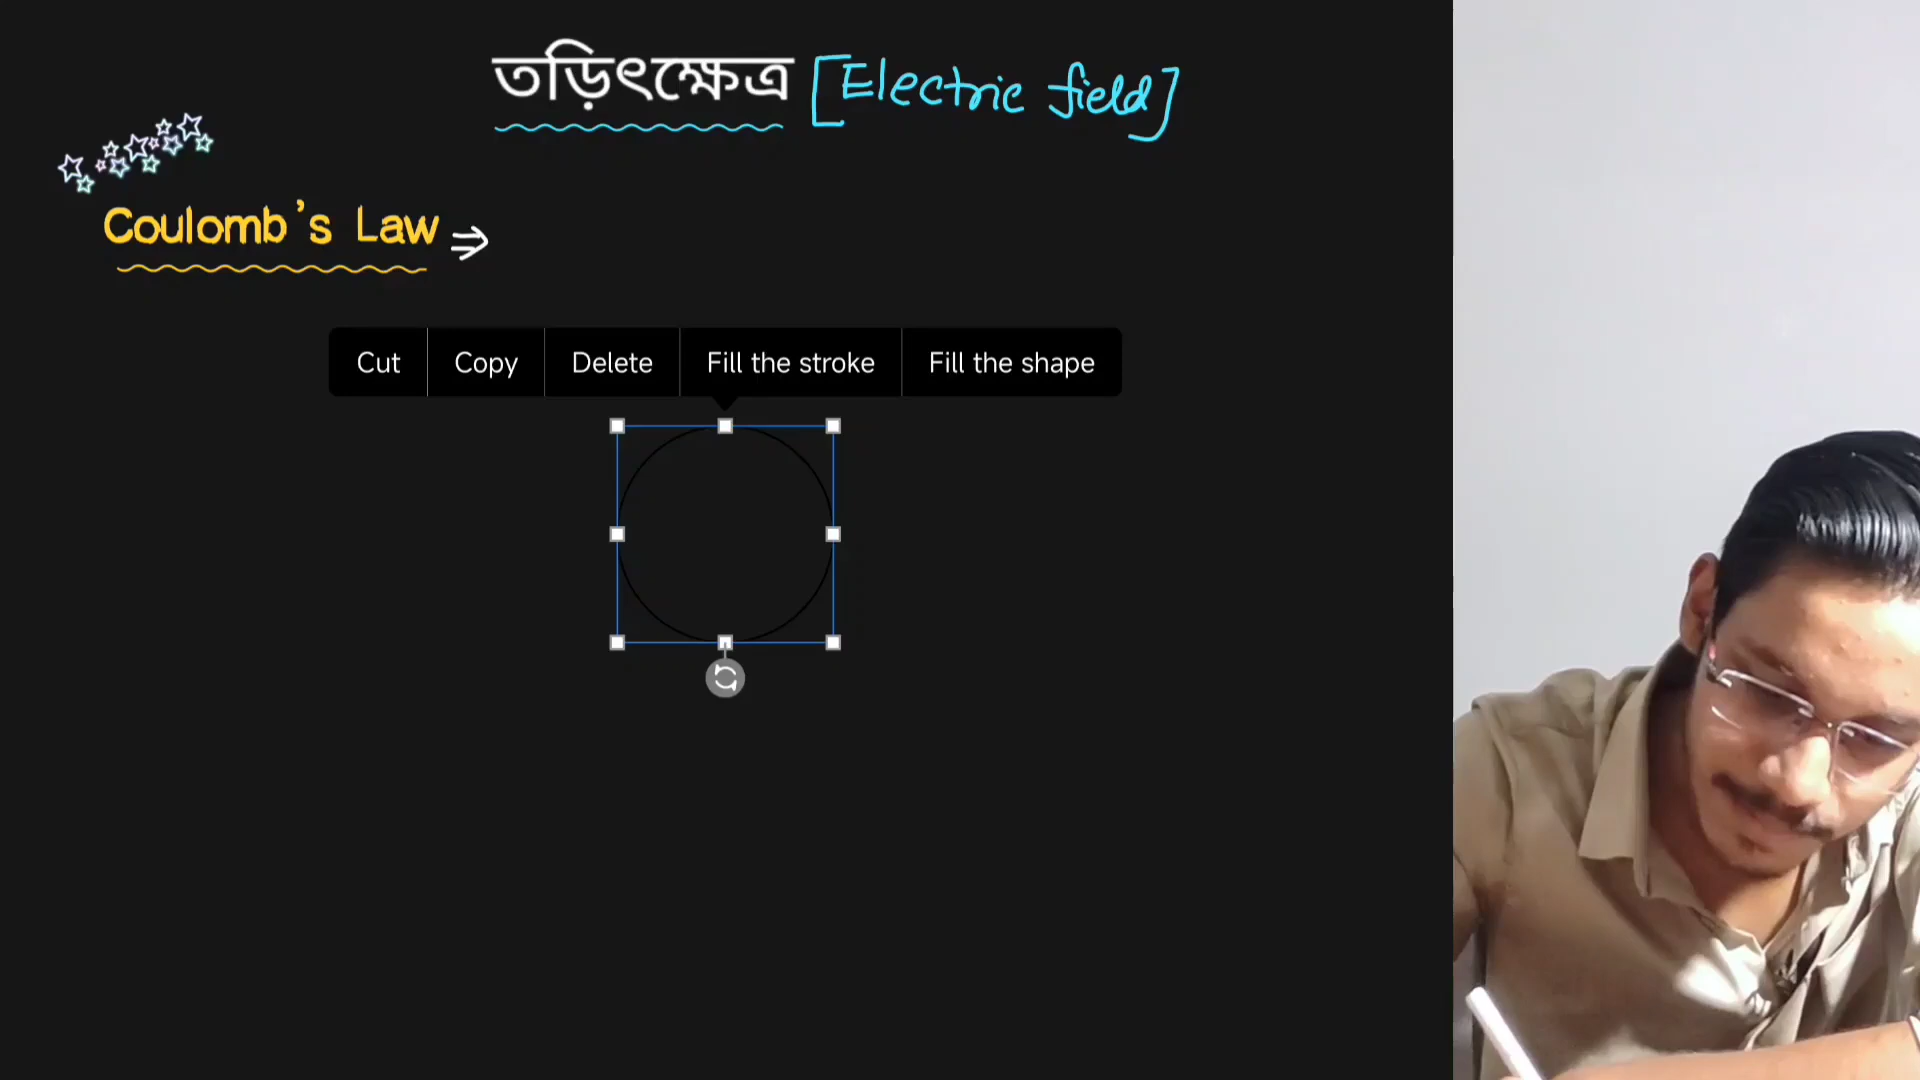 তড়িৎক্ষেত্র [Electric field]
Coulomb's Law ⇒
Cut Copy Delete Fill the stroke Fill the shape